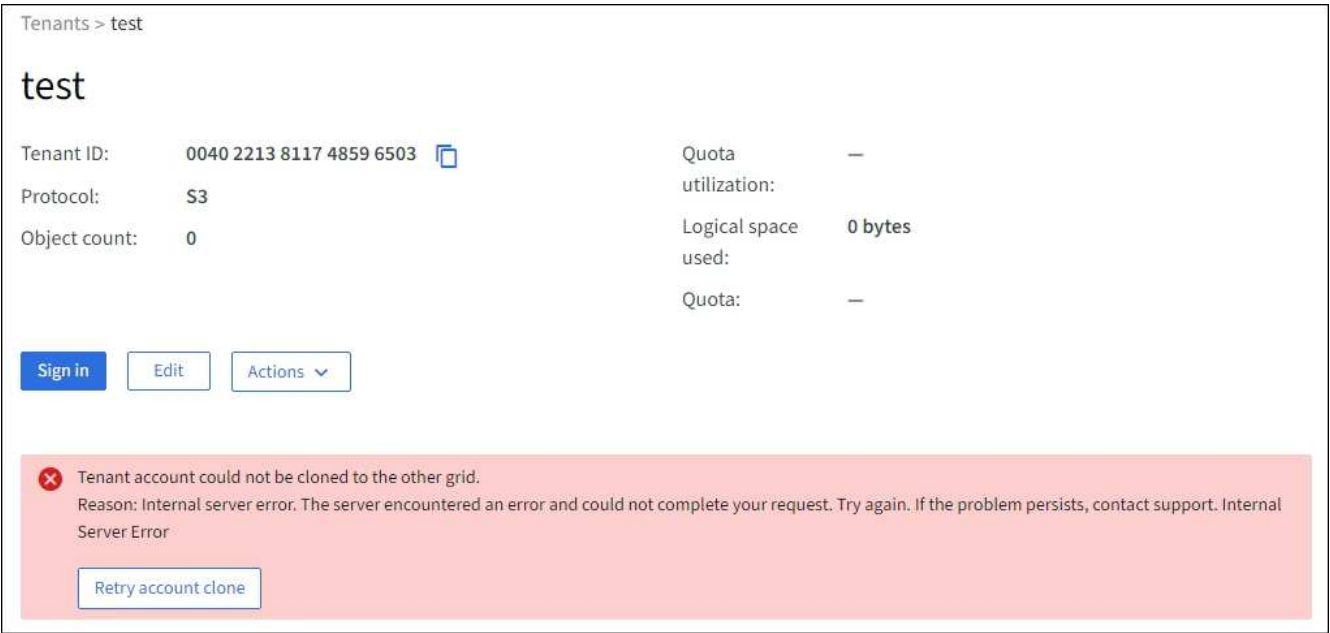 Tenants > test
test
Tenant ID: 0040 2213 8117 4859 6503
Protocol: S3
Object count: 0
Quota —
utilization:
Logical space 0 bytes
used:
Quota: —
Sign in Edit Actions
Tenant account could not be cloned to the other grid.
Reason: Internal server error. The server encountered an error and could not complete your request. Try again. If the problem persists, contact support. Internal
Server Error
Retry account clone